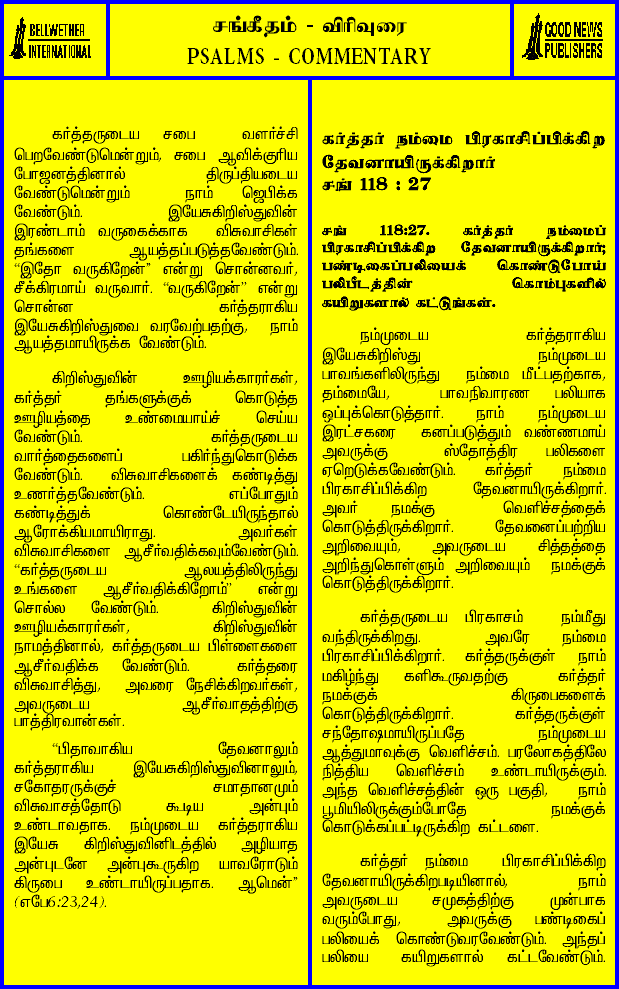 BELLWETHER
INTERNATIONAL
சங்கீதம் - விரிவுரை
PSALMS - COMMENTARY
GOOD NEWS
PUBLISHERS
கர்த்தருடைய சபை வளர்ச்சி
பெறவேண்டுமென்றும், சபை ஆவிக்குரிய
போஜனத்தினால் திருப்தியடைய
வேண்டுமென்றும் நாம் ஜெபிக்க
வேண்டும். இயேசுகிறிஸ்துவின்
இரண்டாம் வருகைக்காக விசுவாசிகள்
தங்களை ஆயத்தப்படுத்தவேண்டும்.
“இதோ வருகிறேன்” என்று சொன்னவர்,
சீக்கிரமாய் வருவார். “வருகிறேன்” என்று
சொன்ன கர்த்தராகிய
இயேசுகிறிஸ்துவை வரவேற்பதற்கு, நாம்
ஆயத்தமாயிருக்க வேண்டும்.
கிறிஸ்துவின் ஊழியக்காரர்கள்,
கர்த்தர் தங்களுக்குக் கொடுத்த
ஊழியத்தை உண்மையாய்ச் செய்ய
வேண்டும். கர்த்தருடைய
வார்த்தைகளைப் பகிர்ந்துகொடுக்க
வேண்டும். விசுவாசிகளைக் கண்டித்து
உணர்த்தவேண்டும். எப்போதும்
கண்டித்துக் கொண்டேயிருந்தால்
ஆரோக்கியமாயிராது. அவர்கள்
விசுவாசிகளை ஆசீர்வதிக்கவும்வேண்டும்.
“கர்த்தருடைய ஆலயத்திலிருந்து
உங்களை ஆசீர்வதிக்கிறோம்” என்று
சொல்ல வேண்டும். கிறிஸ்துவின்
ஊழியக்காரர்கள், கிறிஸ்துவின்
நாமத்தினால், கர்த்தருடைய பிள்ளைகளை
ஆசீர்வதிக்க வேண்டும். கர்த்தரை
விசுவாசித்து, அவரை நேசிக்கிறவர்கள்,
அவருடைய ஆசீர்வாதத்திற்கு
பாத்திரவான்கள்.
“பிதாவாகிய தேவனாலும்
கர்த்தராகிய இயேசுகிறிஸ்துவினாலும்,
சகோதரருக்குச் சமாதானமும்
விசுவாசத்தோடு கூடிய அன்பும்
உண்டாவதாக. நம்முடைய கர்த்தராகிய
இயேசு கிறிஸ்துவினிடத்தில் அழியாத
அன்புடனே அன்புகூருகிற யாவரோடும்
கிருபை உண்டாயிருப்பதாக. ஆமென்”
(எபே6:23,24).
கர்த்தர் நம்மை பிரகாசிப்பிக்கிற
தேவனாயிருக்கிறார்
சங் 118 : 27
சங் 118:27. கர்த்தர் நம்மைப்
பிரகாசிப்பிக்கிற தேவனாயிருக்கிறார்;
பண்டிகைப்பலியைக் கொண்டுபோய்
பலிபீடத்தின் கொம்புகளில்
கயிறுகளால் கட்டுங்கள்.
நம்முடைய கர்த்தராகிய
இயேசுகிறிஸ்து நம்முடைய
பாவங்களிலிருந்து நம்மை மீட்பதற்காக,
தம்மையே, பாவநிவாரண பலியாக
ஒப்புக்கொடுத்தார். நாம் நம்முடைய
இரட்சகரை கனப்படுத்தும் வண்ணமாய்
அவருக்கு ஸ்தோத்திர பலிகளை
ஏறெடுக்கவேண்டும். கர்த்தர் நம்மை
பிரகாசிப்பிக்கிற தேவனாயிருக்கிறார்.
அவர் நமக்கு வெளிச்சத்தைக்
கொடுத்திருக்கிறார். தேவனைப்பற்றிய
அறிவையும், அவருடைய சித்தத்தை
அறிந்துகொள்ளும் அறிவையும் நமக்குக்
கொடுத்திருக்கிறார்.
கர்த்தருடைய பிரகாசம் நம்மீது
வந்திருக்கிறது. அவரே நம்மை
பிரகாசிப்பிக்கிறார். கர்த்தருக்குள் நாம்
மகிழ்ந்து களிகூருவதற்கு கர்த்தர்
நமக்குக் கிருபைகளைக்
கொடுத்திருக்கிறார். கர்த்தருக்குள்
சந்தோஷமாயிருப்பதே நம்முடைய
ஆத்துமாவுக்கு வெளிச்சம். பரலோகத்திலே
நித்திய வெளிச்சம் உண்டாயிருக்கும்.
அந்த வெளிச்சத்தின் ஒரு பகுதி, நாம்
பூமியிலிருக்கும்போதே நமக்குக்
கொடுக்கப்பட்டிருக்கிற கட்டளை.
கர்த்தர் நம்மை பிரகாசிப்பிக்கிற
தேவனாயிருக்கிறபடியினால், நாம்
அவருடைய சமுகத்திற்கு முன்பாக
வரும்போது, அவருக்கு பண்டிகைப்
பலியைக் கொண்டுவரவேண்டும். அந்தப்
பலியை கயிறுகளால் கட்டவேண்டும்.